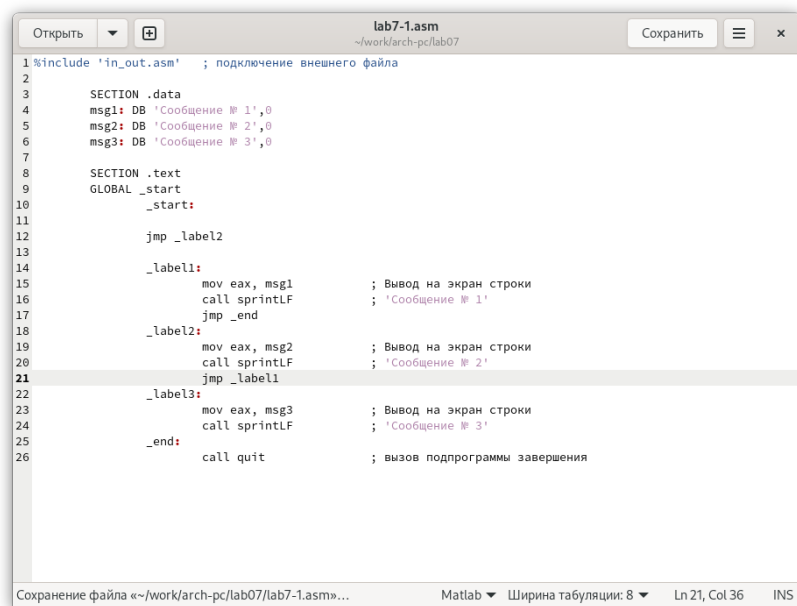 Открыть
lab7-1.asm
~/work/arch-pc/lab07
Сохранить
1 %include 'in_out.asm'   ; подключение внешнего файла
2
3         SECTION .data
4         msg1: DB 'Сообщение № 1',0
5         msg2: DB 'Сообщение № 2',0
6         msg3: DB 'Сообщение № 3',0
7
8         SECTION .text
9         GLOBAL _start
10                 _start:
11
12                 jmp _label2
13
14                 _label1:
15                         mov eax, msg1           ; Вывод на экран строки
16                         call sprintLF           ; 'Сообщение № 1'
17                         jmp _end
18                 _label2:
19                         mov eax, msg2           ; Вывод на экран строки
20                         call sprintLF           ; 'Сообщение № 2'
21                         jmp _label1
22                 _label3:
23                         mov eax, msg3           ; Вывод на экран строки
24                         call sprintLF           ; 'Сообщение № 3'
25                 _end:
26                         call quit               ; вызов подпрограммы завершения
Сохранение файла «~/work/arch-pc/lab07/lab7-1.asm»… Matlab Ширина табуляции: 8 Ln 21, Col 36 INS